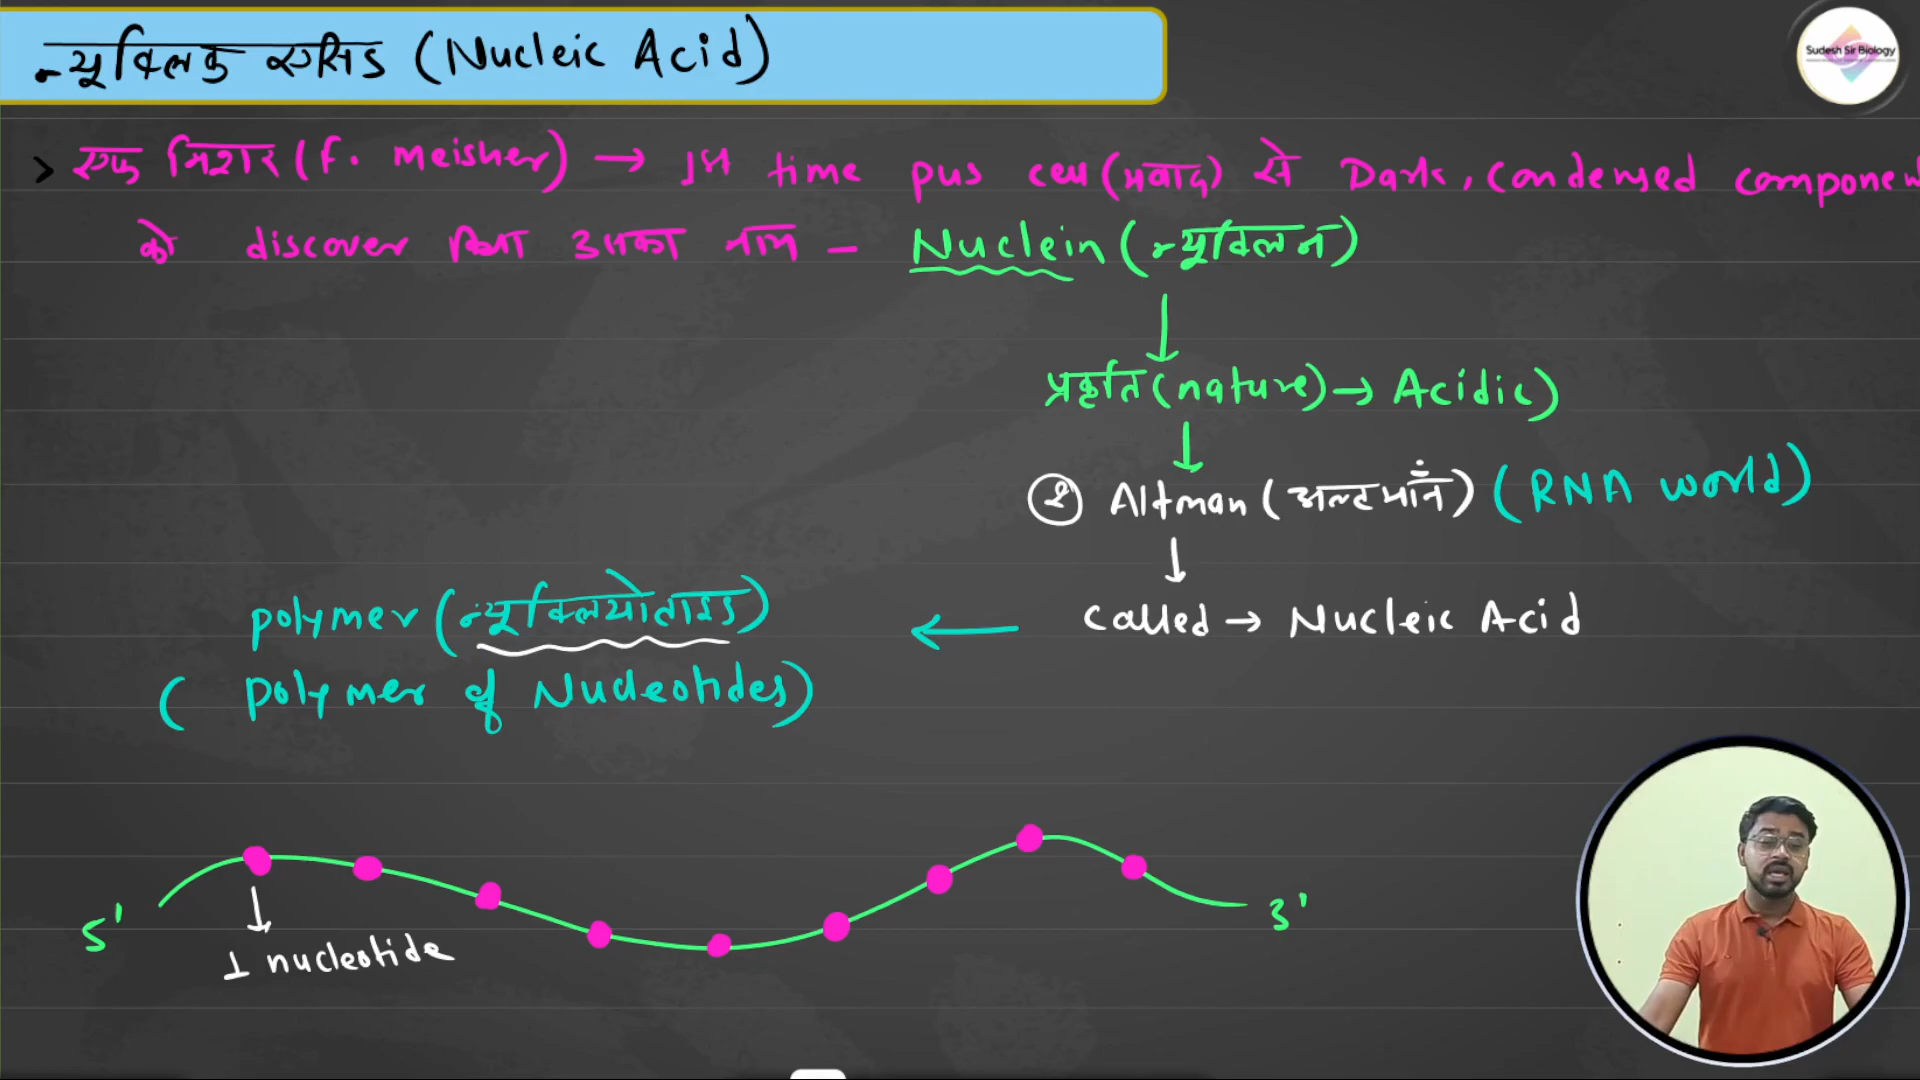 न्यूक्लिक एसिड (Nucleic Acid)
Sudesh Sir Biology
> एफ मिशर (f. meisher) → 1st time pus cell (मवाद) से Dark, Condensed component
को discover किया उसका नाम - Nuclein (न्यूक्लिन)
प्रकृति (nature) → Acidic)
② Altman (अल्टमॉन) (RNA world)
Called → Nucleic Acid
polymer (न्यूक्लियोटाइड)
( polymer of Nucleotides)
5' 3'
1 nucleotide